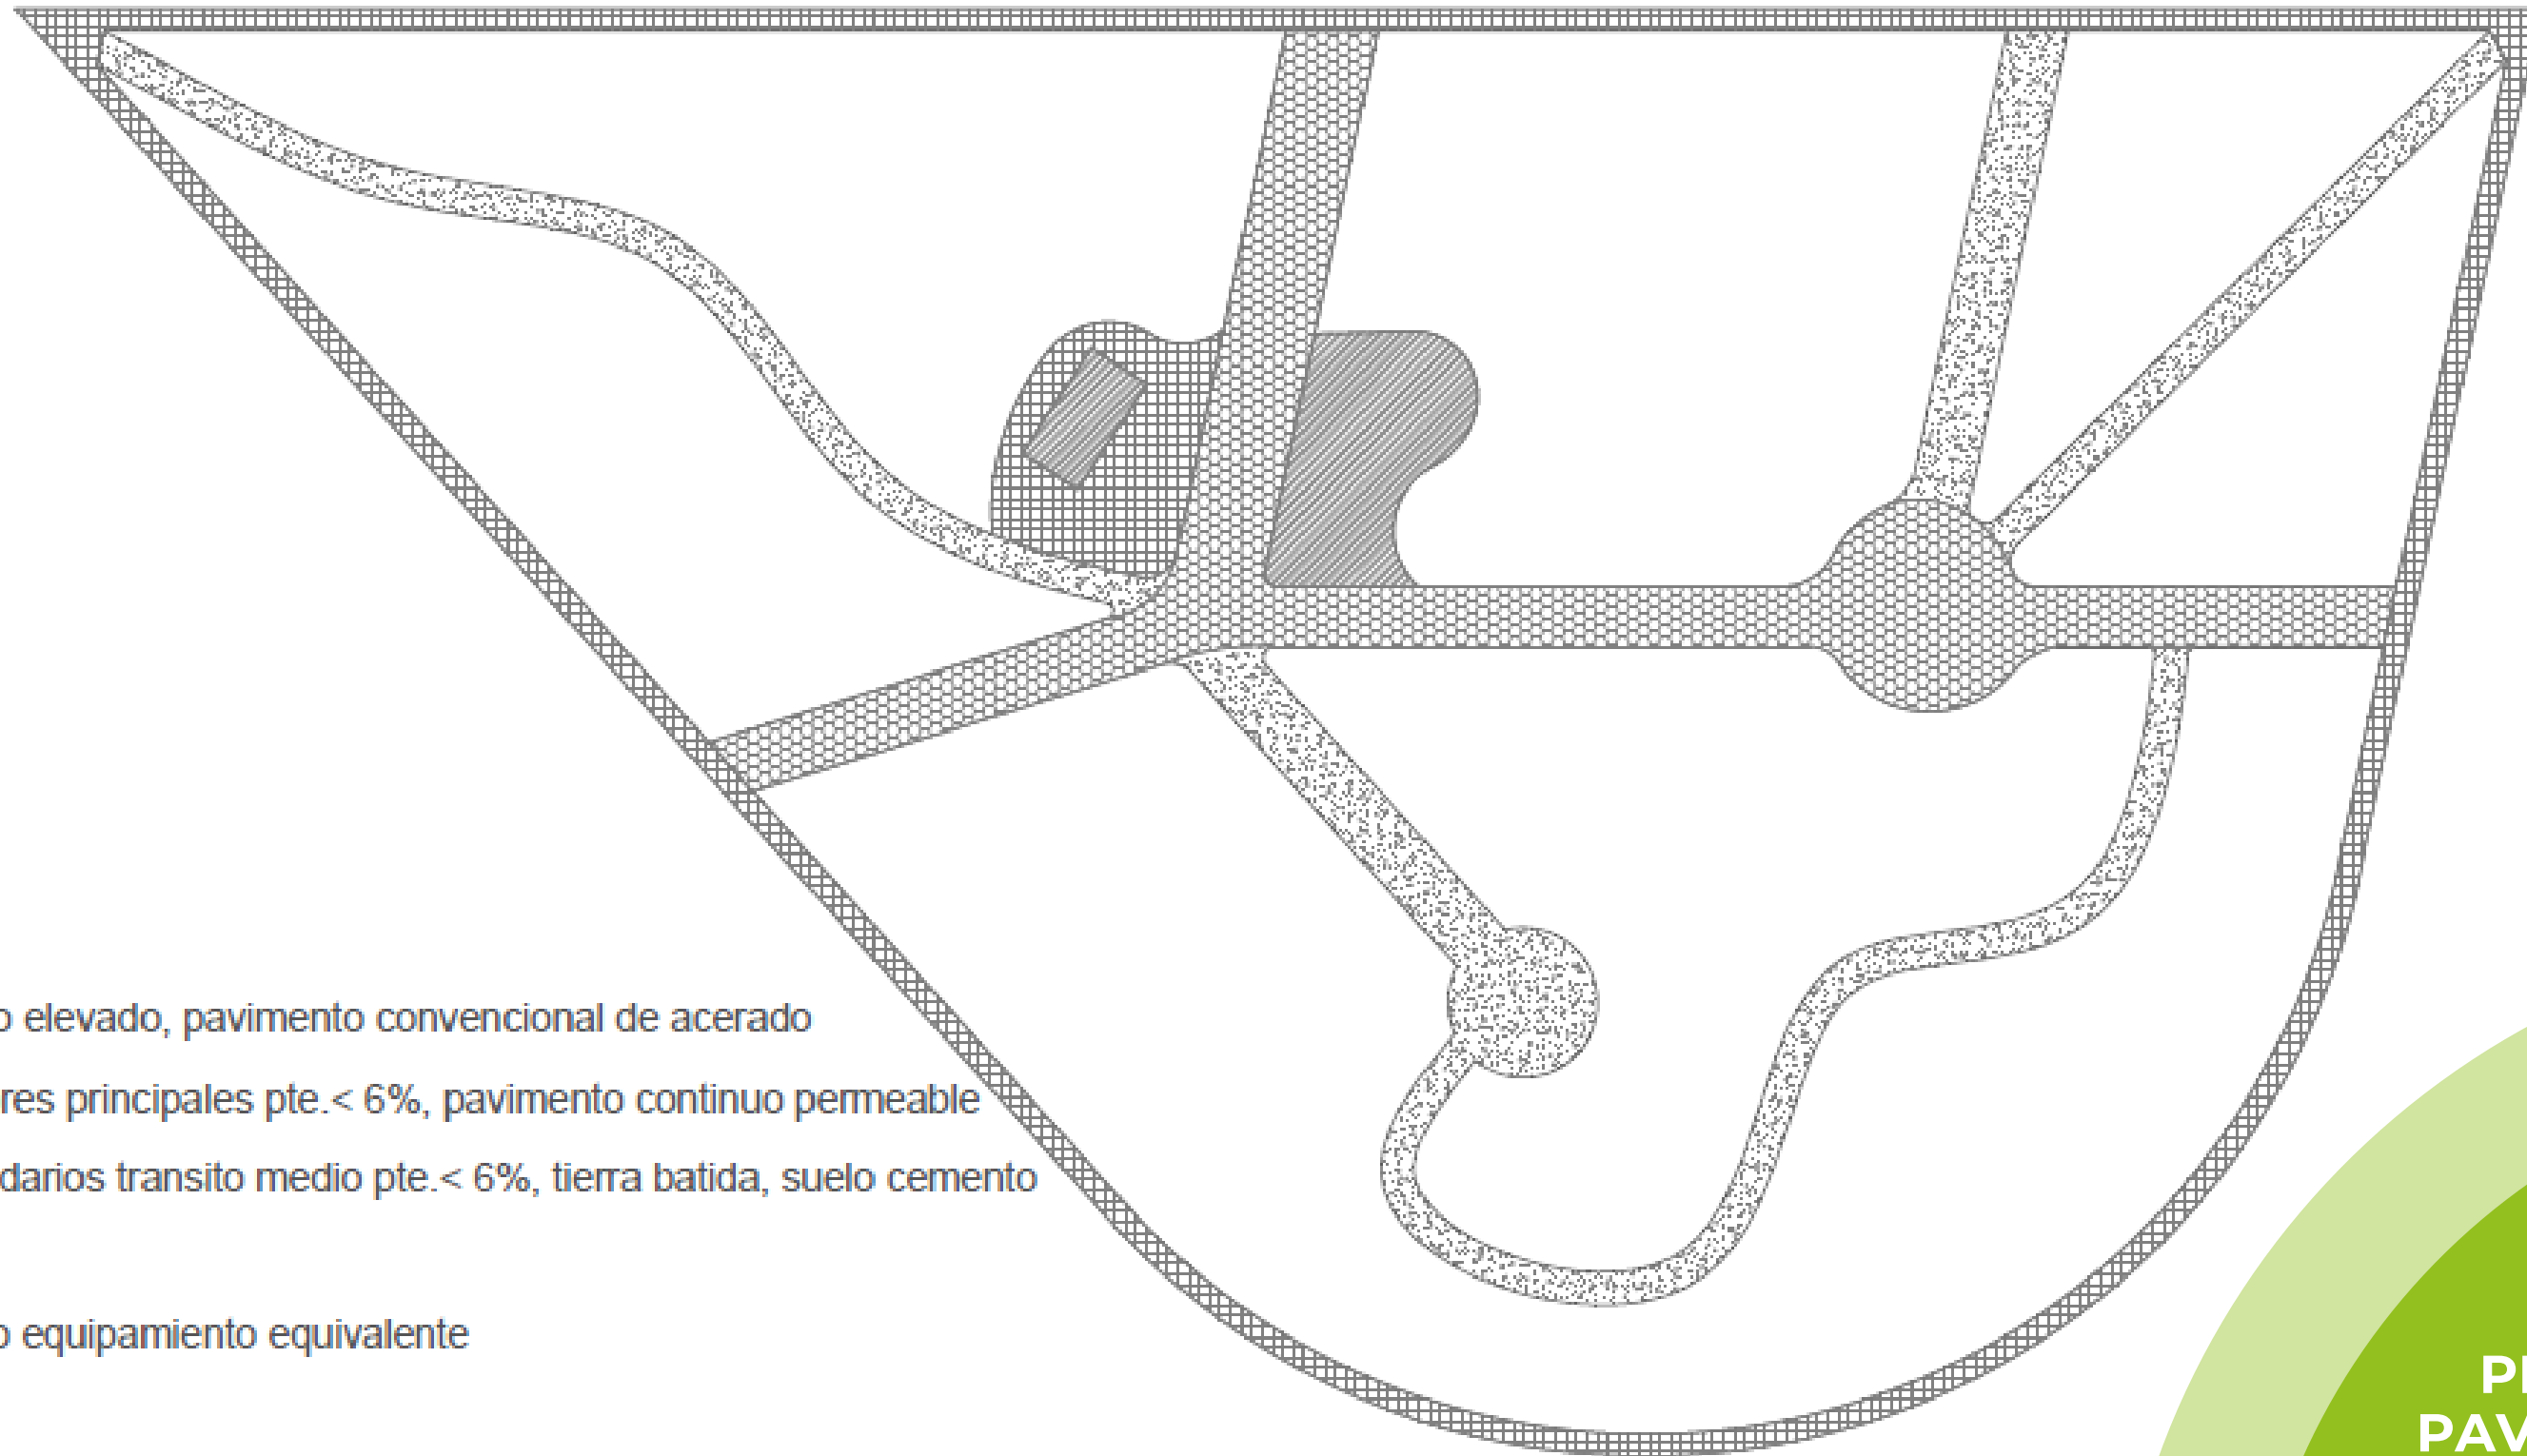 o elevado, pavimento convencional de acerado
res principales pte.< 6%, pavimento continuo permeable
darios transito medio pte.< 6%, tierra batida, suelo cemento
o equipamiento equivalente
PAV